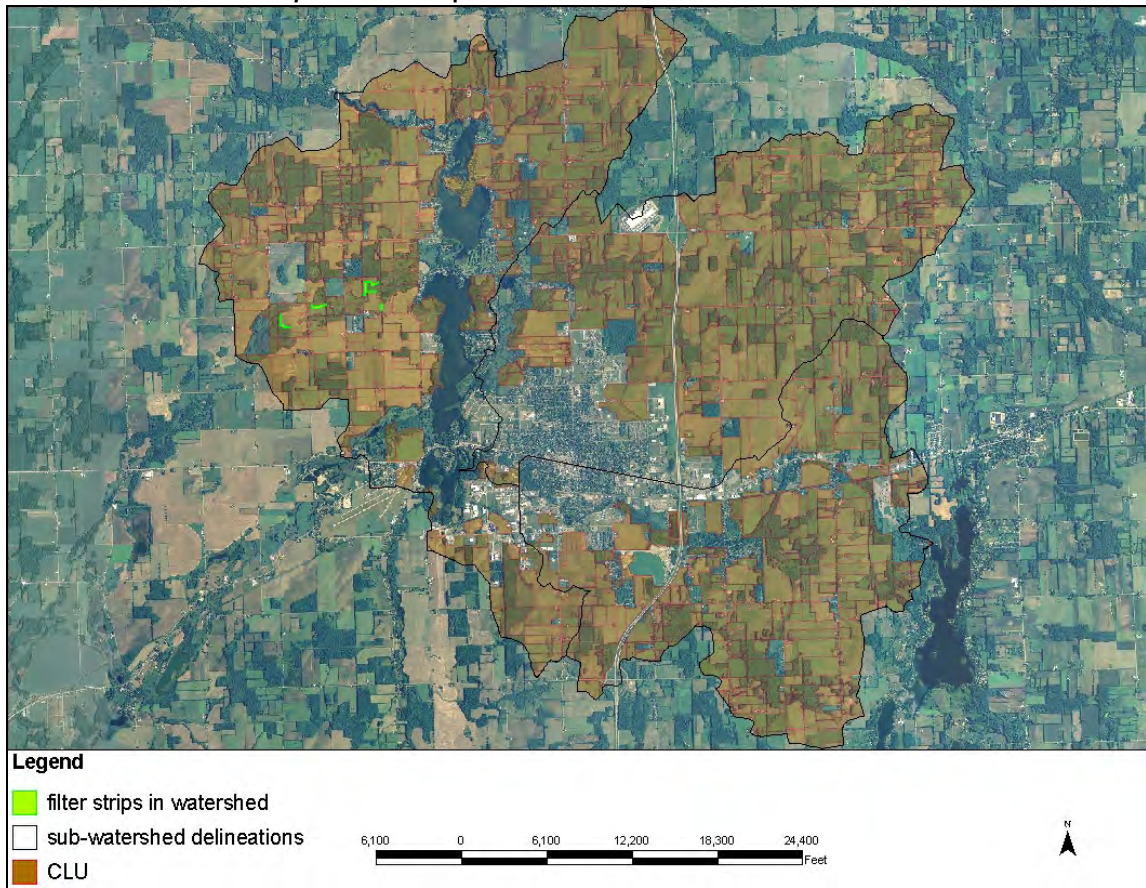 Legend
filter strips in watershed
sub-watershed delineations
CLU
6,100 0 6,100 12,200 18,300 24,400
Feet
N